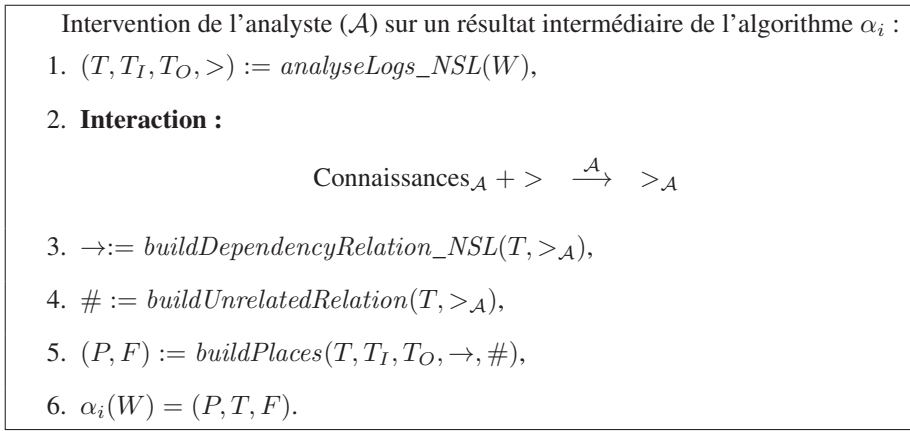 Intervention de l'analyste (𝒜) sur un résultat intermédiaire de l'algorithme αᵢ :
1. (T, T_I, T_O, >) := analyseLogs_NSL(W),
2. Interaction :
Connaissances_𝒜 + > —𝒜→ >_𝒜
3. →:= buildDependencyRelation_NSL(T, >_𝒜),
4. # := buildUnrelatedRelation(T, >_𝒜),
5. (P, F) := buildPlaces(T, T_I, T_O, →, #),
6. αᵢ(W) = (P, T, F).